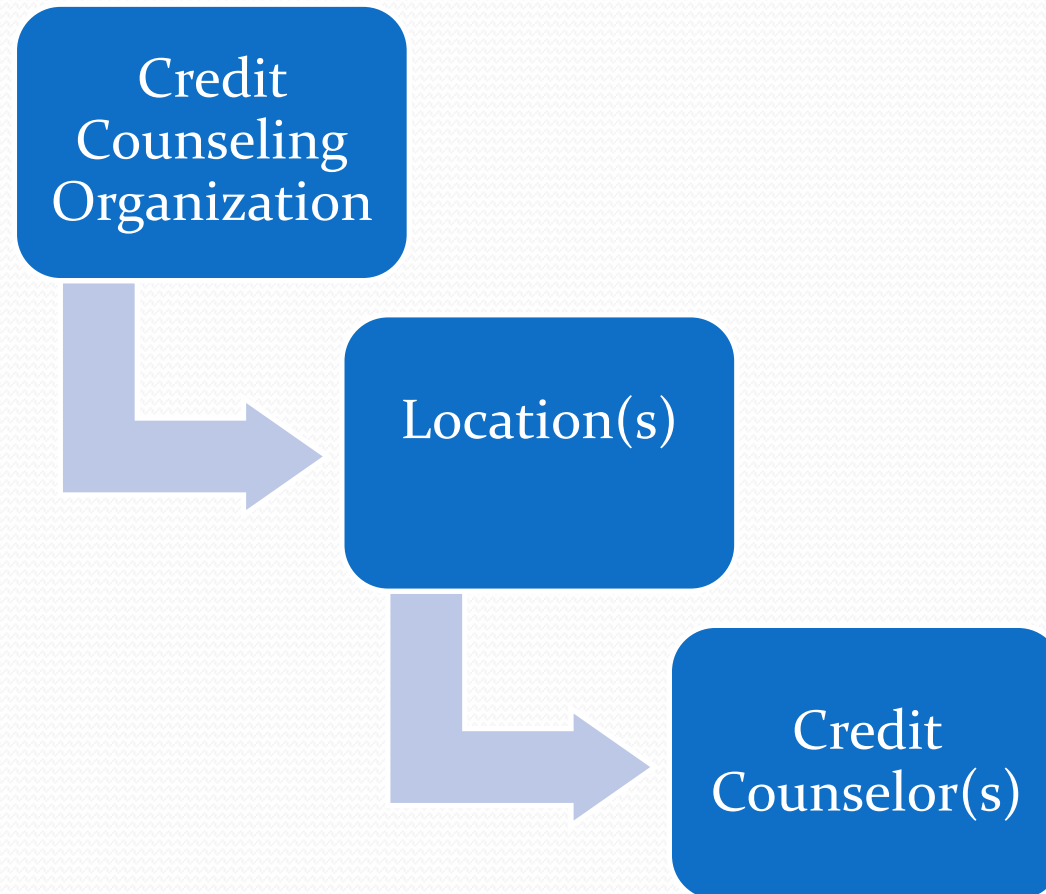 Credit
Counseling
Organization
Location(s)
Credit
Counselor(s)